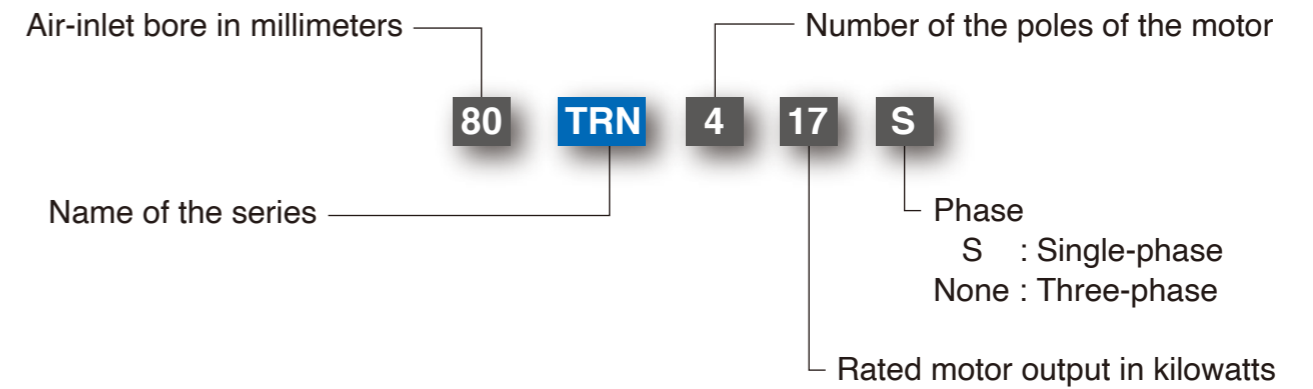 Air-inlet bore in millimeters
Number of the poles of the motor
80 TRN 4 17 S
Name of the series
Phase
S : Single-phase
None : Three-phase
Rated motor output in kilowatts